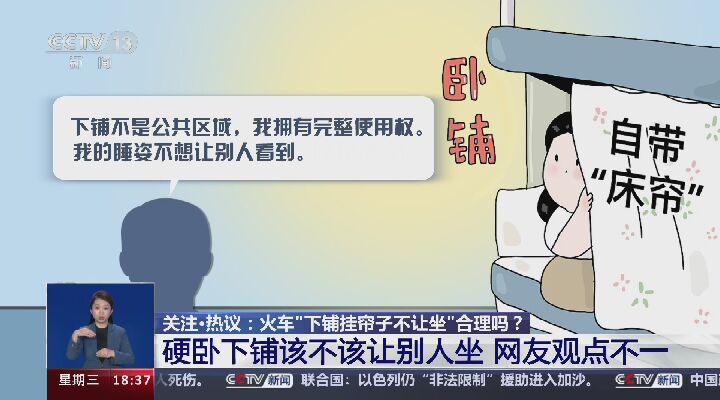 CCTV 13
新闻
卧铺
下铺不是公共区域，我拥有完整使用权。
我的睡姿不想让别人看到。
自带
“床帘”
关注·热议：火车"下铺挂帘子不让坐"合理吗？
硬卧下铺该不该让别人坐 网友观点不一
星期三 18:37 人死伤。 CCTV新闻 联合国：以色列仍“非法限制”援助进入加沙。 CCTV新闻 中国